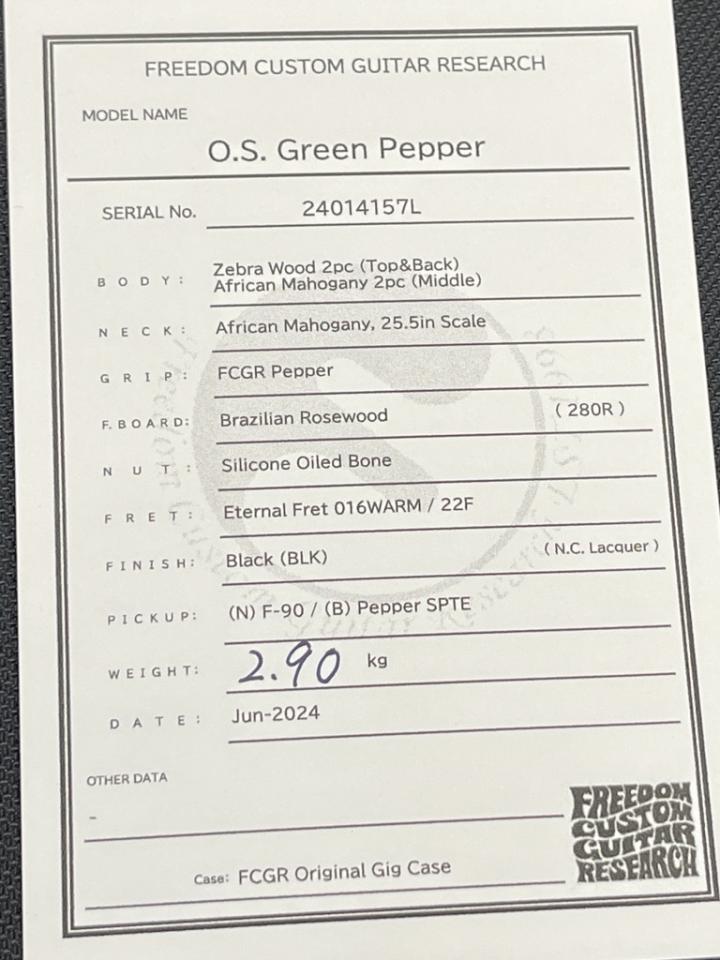 FREEDOM CUSTOM GUITAR RESEARCH
MODEL NAME
O.S. Green Pepper
SERIAL No. 24014157L
BODY: Zebra Wood 2pc (Top&Back)
African Mahogany 2pc (Middle)
NECK: African Mahogany, 25.5in Scale
GRIP: FCGR Pepper
F.BOARD: Brazilian Rosewood (280R)
NUT: Silicone Oiled Bone
FRET: Eternal Fret 016WARM / 22F
FINISH: Black (BLK) (N.C. Lacquer)
PICKUP: (N) F-90 / (B) Pepper SPTE
WEIGHT: 2.90 kg
DATE: Jun-2024
OTHER DATA
-
Case: FCGR Original Gig Case
FREEDOM
CUSTOM
GUITAR
RESEARCH